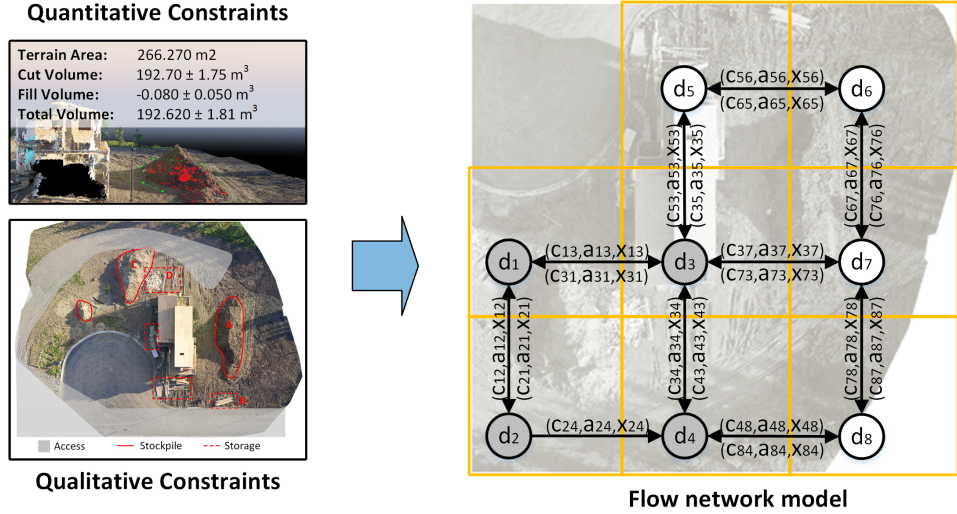 Quantitative Constraints
Terrain Area: 266.270 m2
Cut Volume: 192.70 ± 1.75 m³
Fill Volume: -0.080 ± 0.050 m³
Total Volume: 192.620 ± 1.81 m³
D
A
B
Access Stockpile Storage
Qualitative Constraints
d5
(c56,a56,x56)
(c65,a65,x65)
d6
(c53,a53,x53)
(c35,a35,x35)
(c67,a67,x67)
(c76,a76,x76)
d1
(c13,a13,x13)
(c31,a31,x31)
d3
(c37,a37,x37)
(c73,a73,x73)
d7
(c12,a12,x12)
(c21,a21,x21)
(c34,a34,x34)
(c43,a43,x43)
(c78,a78,x78)
(c87,a87,x87)
d2
(c24,a24,x24)
d4
(c48,a48,x48)
(c84,a84,x84)
d8
Flow network model